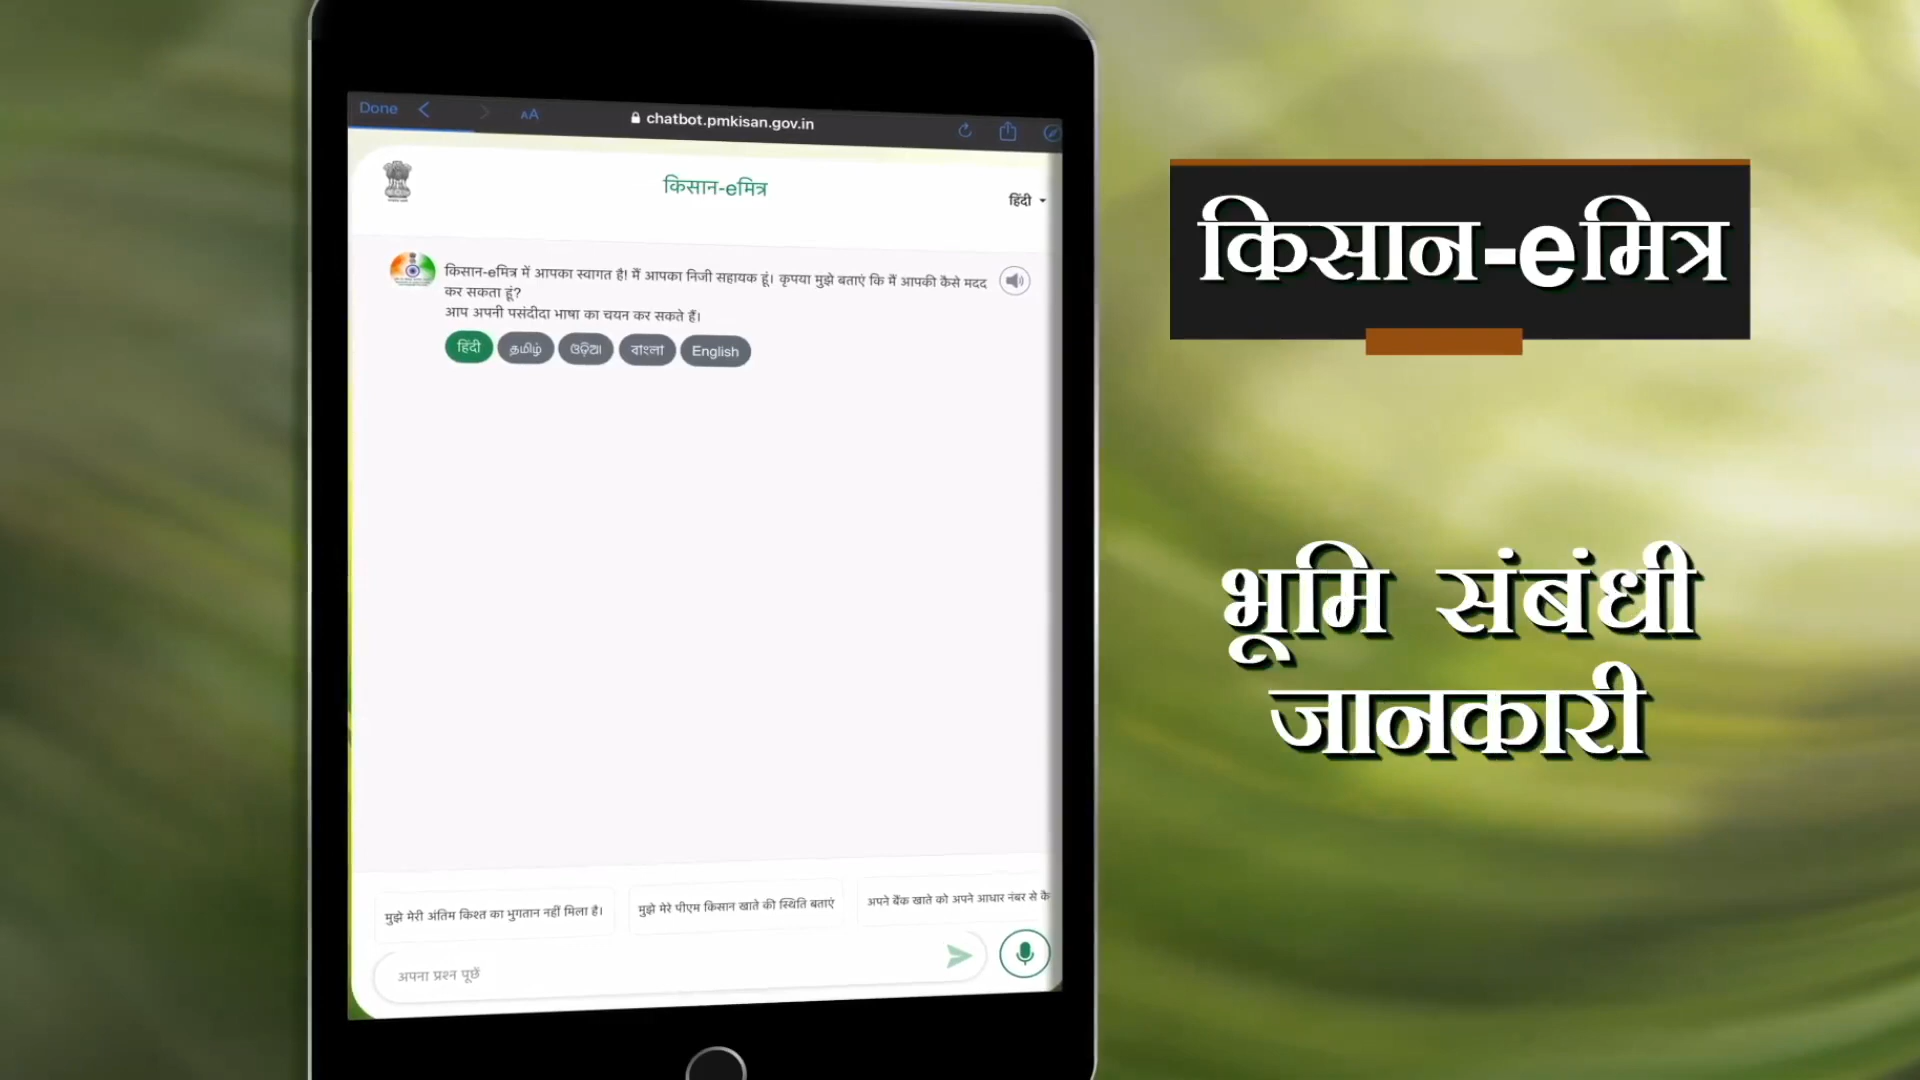 Done
AA
chatbot.pmkisan.gov.in
किसान-eमित्र
हिंदी
किसान-eमित्र में आपका स्वागत है! मैं आपका निजी सहायक हूं। कृपया मुझे बताएं कि मैं आपकी कैसे मदद
कर सकता हूं?
आप अपनी पसंदीदा भाषा का चयन कर सकते हैं।
हिंदी தமிழ் ଓଡ଼ିଆ বাংলা English
मुझे मेरी अंतिम किश्त का भुगतान नहीं मिला है।
मुझे मेरे पीएम किसान खाते की स्थिति बताएं
अपने बैंक खाते को अपने आधार नंबर से कै
अपना प्रश्न पूछें
किसान-eमित्र
भूमि संबंधी
जानकारी